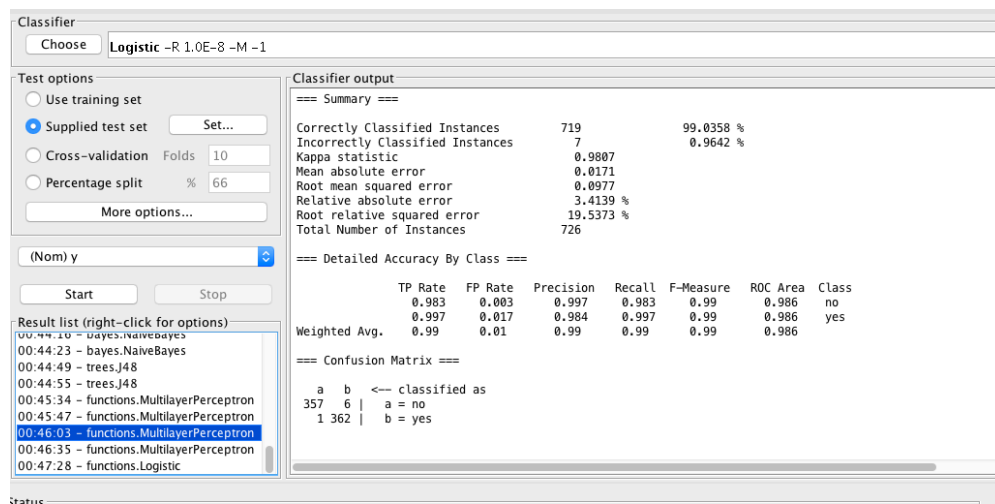 Classifier
Choose Logistic -R 1.0E-8 -M -1
Test options
Use training set
Supplied test set Set...
Cross-validation Folds 10
Percentage split % 66
More options...
(Nom) y
Start Stop
Result list (right-click for options)
00:44:16 - bayes.NaiveBayes
00:44:23 - bayes.NaiveBayes
00:44:49 - trees.J48
00:44:55 - trees.J48
00:45:34 - functions.MultilayerPerceptron
00:45:47 - functions.MultilayerPerceptron
00:46:03 - functions.MultilayerPerceptron
00:46:35 - functions.MultilayerPerceptron
00:47:28 - functions.Logistic
Classifier output
=== Summary ===
Correctly Classified Instances 719 99.0358 %
Incorrectly Classified Instances 7 0.9642 %
Kappa statistic 0.9807
Mean absolute error 0.0171
Root mean squared error 0.0977
Relative absolute error 3.4139 %
Root relative squared error 19.5373 %
Total Number of Instances 726
=== Detailed Accuracy By Class ===
TP Rate FP Rate Precision Recall F-Measure ROC Area Class
0.983 0.003 0.997 0.983 0.99 0.986 no
0.997 0.017 0.984 0.997 0.99 0.986 yes
Weighted Avg. 0.99 0.01 0.99 0.99 0.99 0.986
=== Confusion Matrix ===
a b <-- classified as
357 6 | a = no
1 362 | b = yes
Status